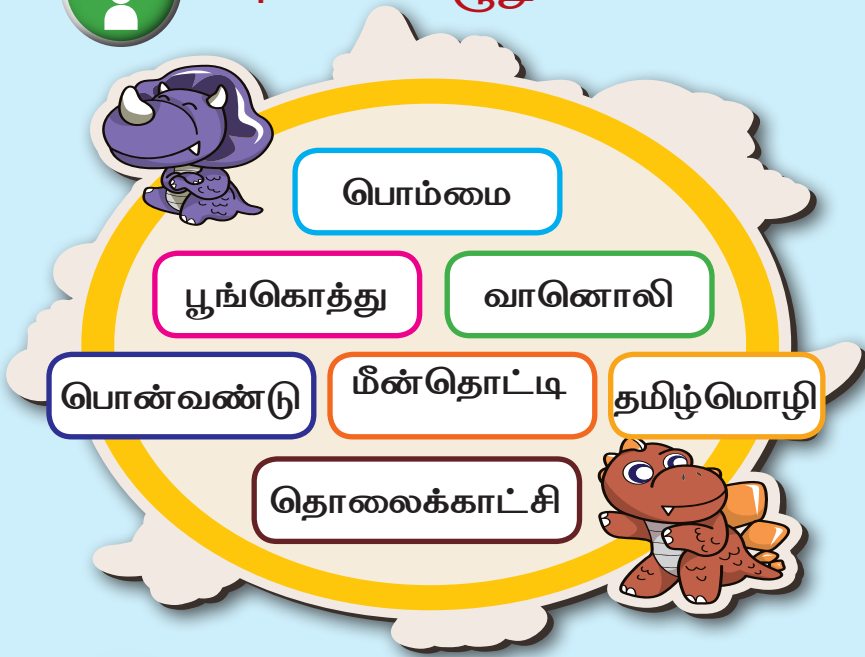 பொம்மை
பூங்கொத்து
வானொலி
பொன்வண்டு
மீன்தொட்டி
தமிழ்மொழி
தொலைக்காட்சி